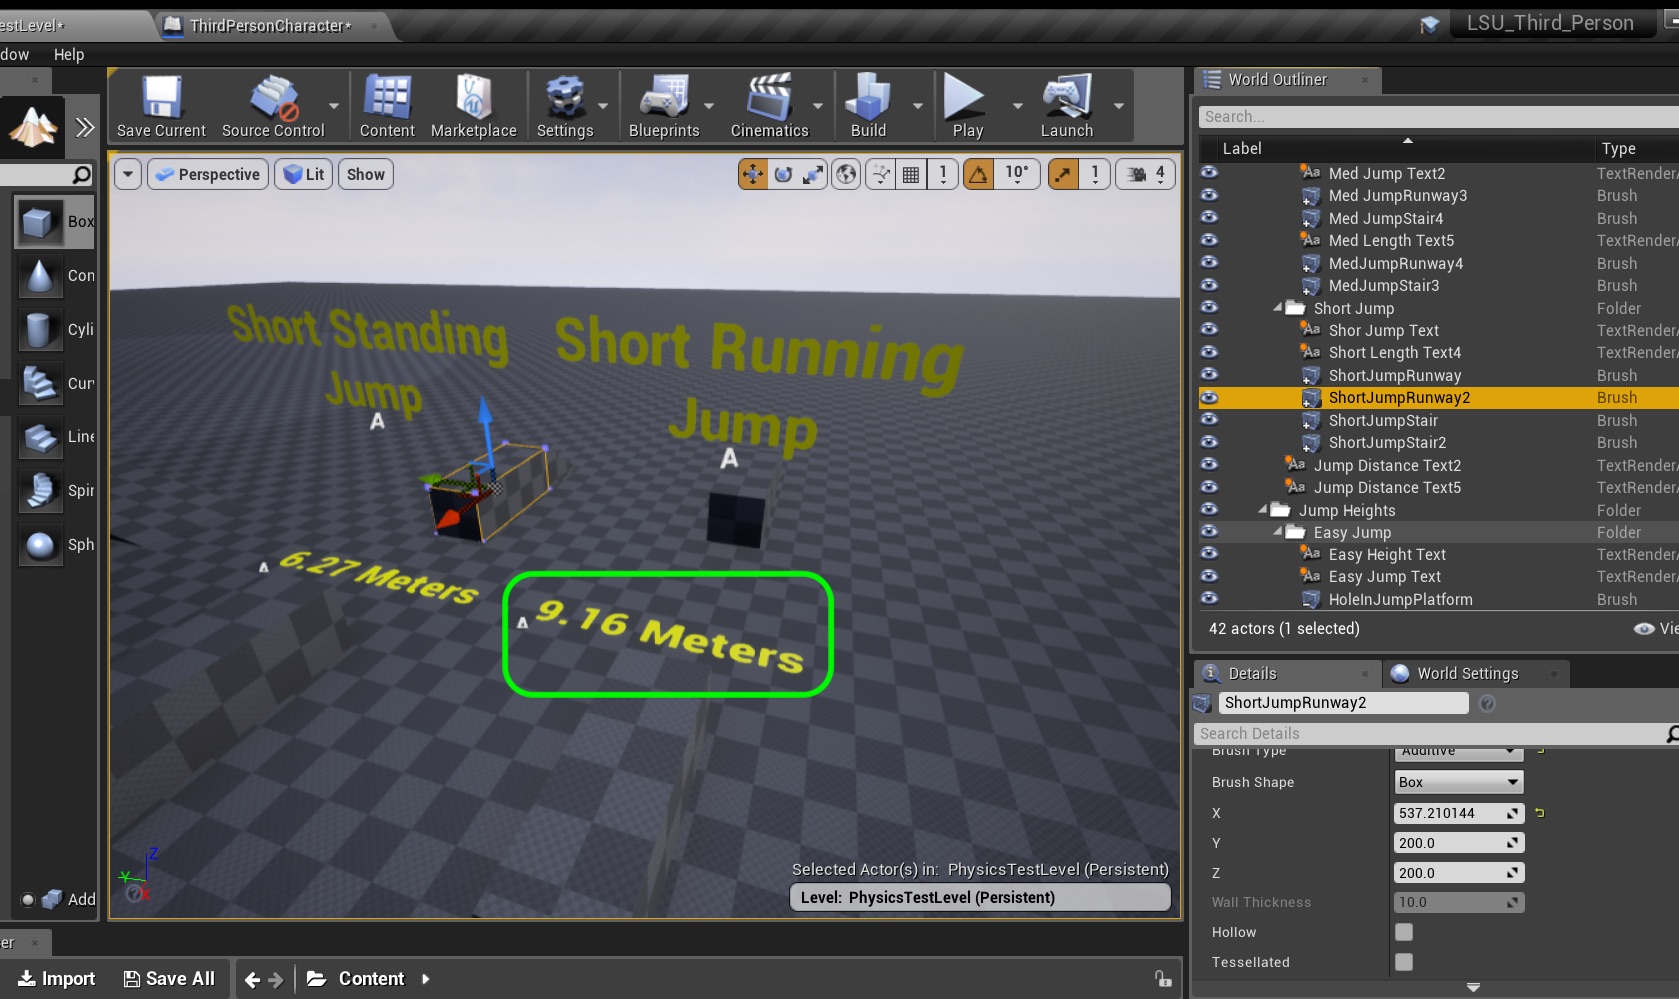 estLevel*
ThirdPersonCharacter*
LSU_Third_Person
dow Help
Save Current
Source Control
Content
Marketplace
Settings
Blueprints
Cinematics
Build
Play
Launch
World Outliner
Search...
Label
Type
Perspective
Lit
Show
1
10°
1
4
Box
Con
Cyli
Cur
Line
Spir
Sph
Add
Short Standing
Jump
Short Running
Jump
6.27 Meters
9.16 Meters
Z
Y
X
Selected Actor(s) in: PhysicsTestLevel (Persistent)
Level: PhysicsTestLevel (Persistent)
Med Jump Text2 TextRender
Med JumpRunway3 Brush
Med JumpStair4 Brush
Med Length Text5 TextRender
MedJumpRunway4 Brush
MedJumpStair3 Brush
Short Jump Folder
Shor Jump Text TextRender
Short Length Text4 TextRender
ShortJumpRunway Brush
ShortJumpRunway2 Brush
ShortJumpStair Brush
ShortJumpStair2 Brush
Jump Distance Text2 TextRender
Jump Distance Text5 TextRender
Jump Heights Folder
Easy Jump Folder
Easy Height Text TextRender
Easy Jump Text TextRender
HoleInJumpPlatform Brush
42 actors (1 selected)
Vie
Details
World Settings
ShortJumpRunway2
Search Details
Brush Type Additive
Brush Shape Box
X 537.210144
Y 200.0
Z 200.0
Wall Thickness 10.0
Hollow
Tessellated
er
Import
Save All
Content